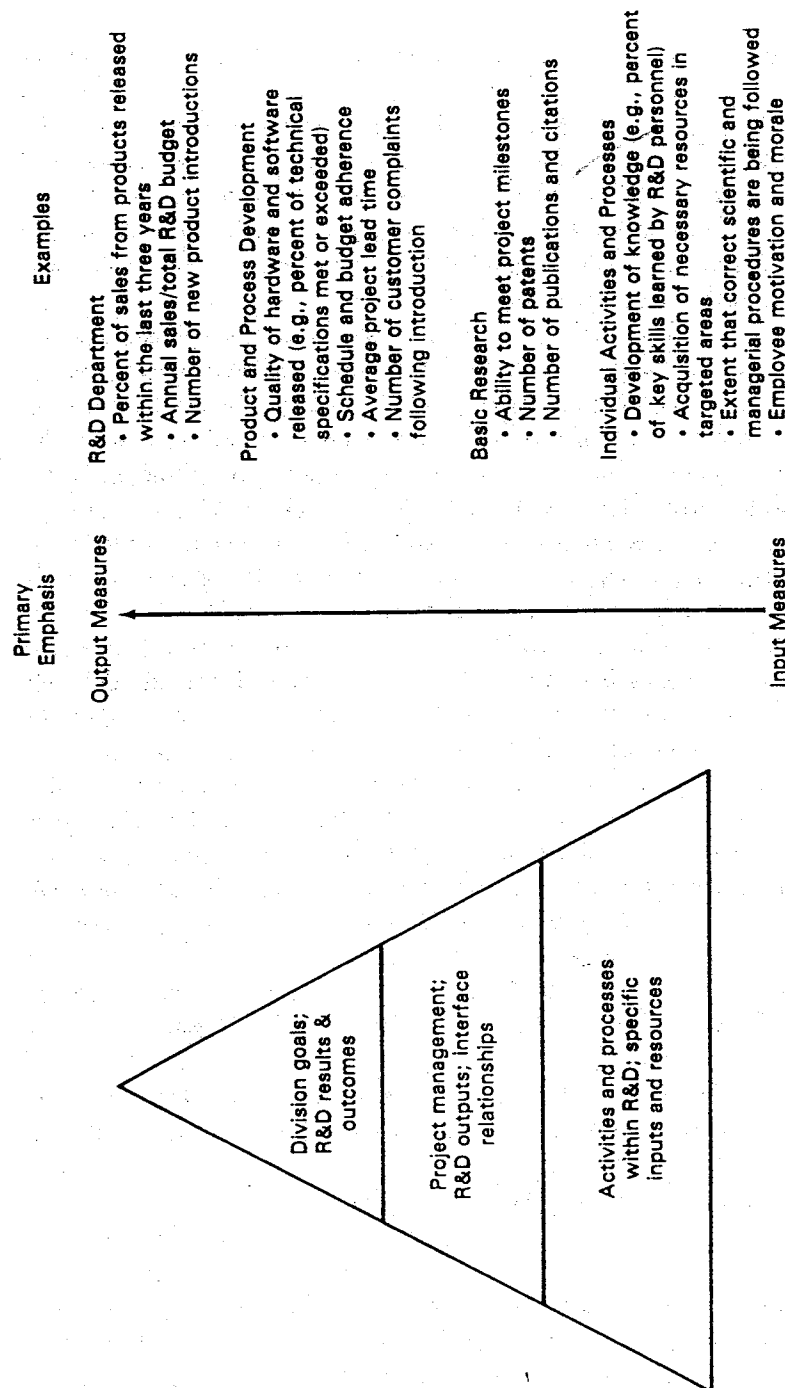 Division goals;
R&D results &
outcomes
Project management;
R&D outputs; interface
relationships
Activities and processes
within R&D; specific
inputs and resources
Primary
Emphasis
Output Measures
Input Measures
Examples
R&D Department
• Percent of sales from products released
within the last three years
• Annual sales/total R&D budget
• Number of new product introductions
Product and Process Development
• Quality of hardware and software
released (e.g., percent of technical
specifications met or exceeded)
• Schedule and budget adherence
• Average project lead time
• Number of customer complaints
following introduction
Basic Research
• Ability to meet project milestones
• Number of patents
• Number of publications and citations
Individual Activities and Processes
• Development of knowledge (e.g., percent
of key skills learned by R&D personnel)
• Acquisition of necessary resources in
targeted areas
• Extent that correct scientific and
managerial procedures are being followed
• Employee motivation and morale